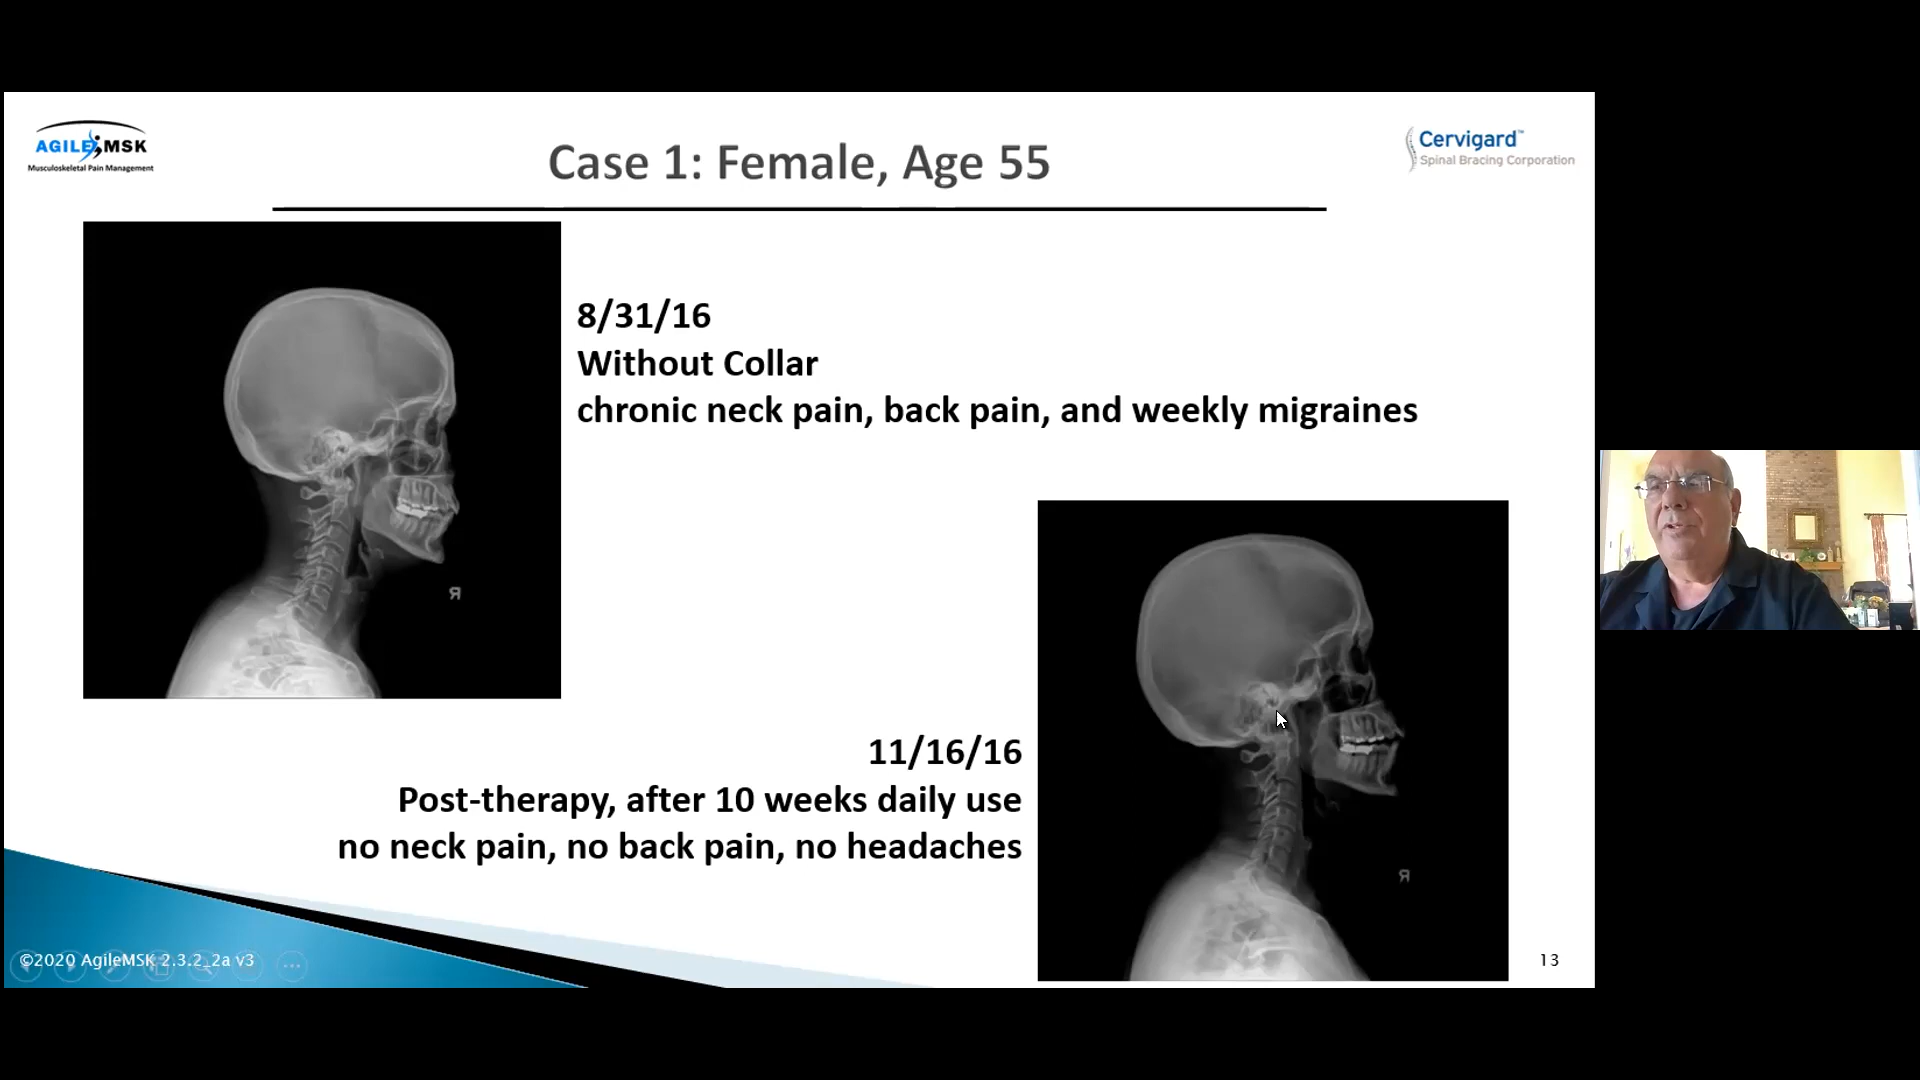 AGILE MSK
Musculoskeletal Pain Management
Case 1: Female, Age 55
Cervigard™
Spinal Bracing Corporation
8/31/16
Without Collar
chronic neck pain, back pain, and weekly migraines
R
11/16/16
Post-therapy, after 10 weeks daily use
no neck pain, no back pain, no headaches
R
©2020 AgileMSK 2.3.2_2a v3
13